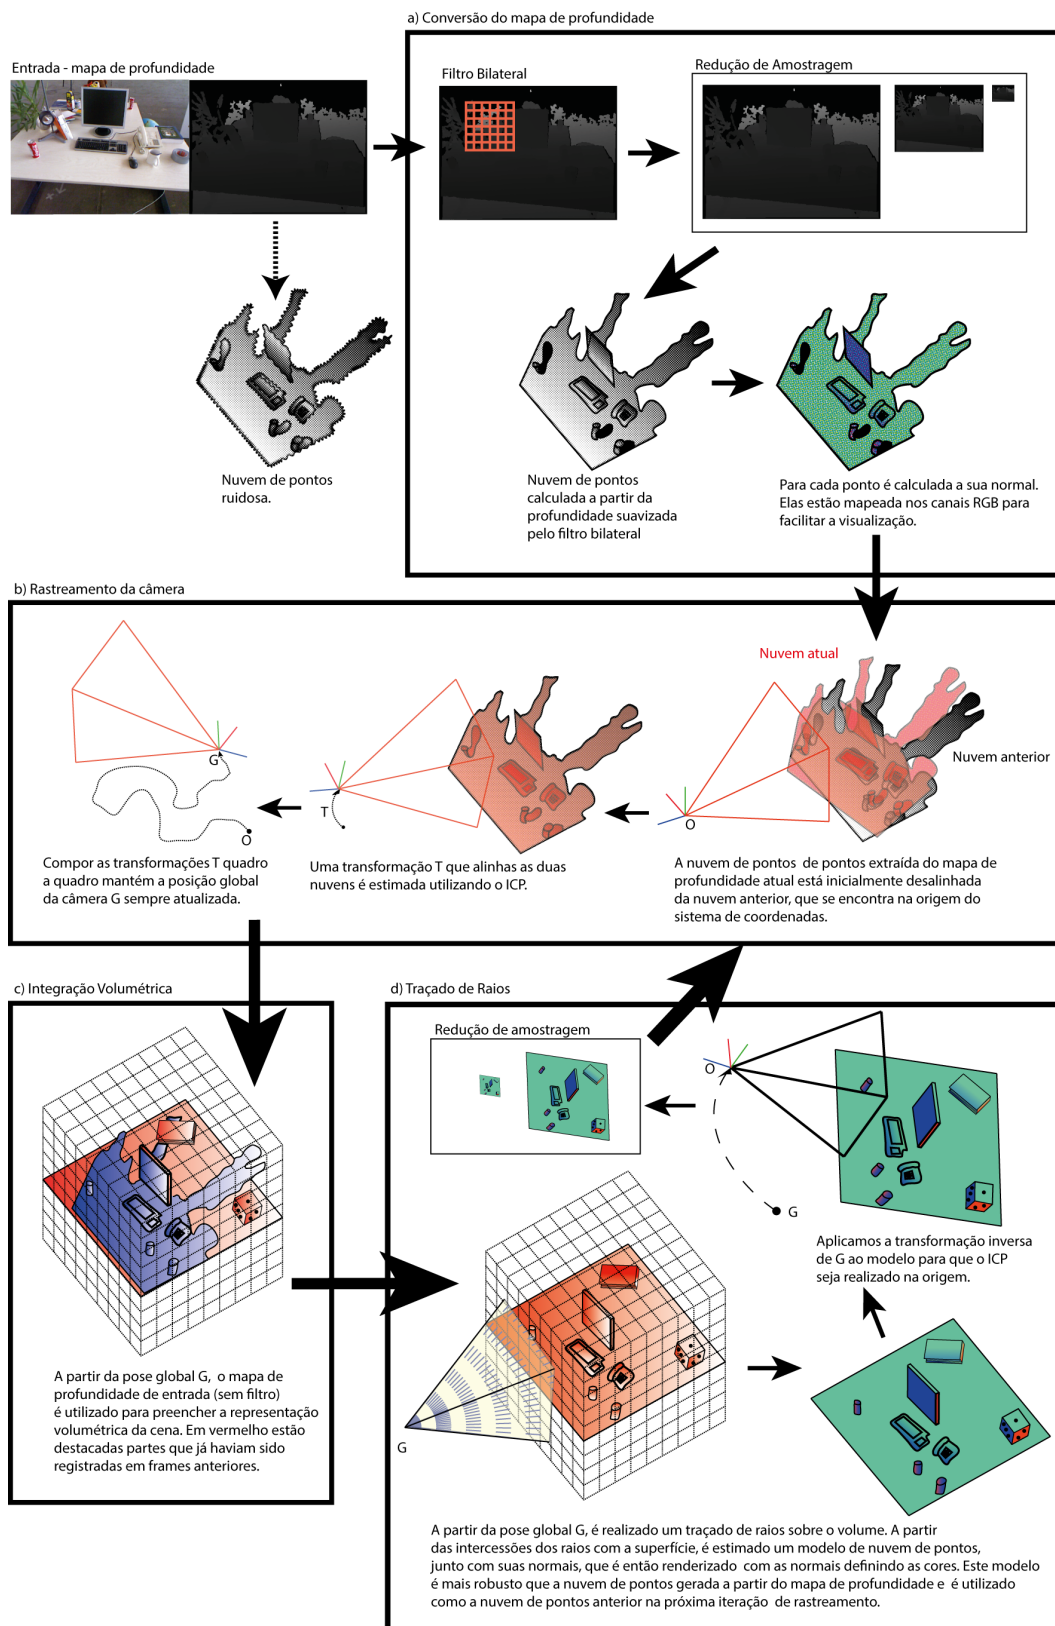 a) Conversão do mapa de profundidade
Entrada - mapa de profundidade
Filtro Bilateral
Redução de Amostragem
Nuvem de pontos
ruidosa.
Nuvem de pontos
calculada a partir da
profundidade suavizada
pelo filtro bilateral
Para cada ponto é calculada a sua normal.
Elas estão mapeada nos canais RGB para
facilitar a visualização.
b) Rastreamento da câmera
Nuvem atual
Nuvem anterior
G
O
T
O
Compor as transformações T quadro
a quadro mantém a posição global
da câmera G sempre atualizada.
Uma transformação T que alinhas as duas
nuvens é estimada utilizando o ICP.
A nuvem de pontos de pontos extraída do mapa de
profundidade atual está inicialmente desalinhada
da nuvem anterior, que se encontra na origem do
sistema de coordenadas.
c) Integração Volumétrica
A partir da pose global G, o mapa de
profundidade de entrada (sem filtro)
é utilizado para preencher a representação
volumétrica da cena. Em vermelho estão
destacadas partes que já haviam sido
registradas em frames anteriores.
d) Traçado de Raios
Redução de amostragem
O
G
Aplicamos a transformação inversa
de G ao modelo para que o ICP
seja realizado na origem.
G
A partir da pose global G, é realizado um traçado de raios sobre o volume. A partir
das intercessões dos raios com a superfície, é estimado um modelo de nuvem de pontos,
junto com suas normais, que é então renderizado com as normais definindo as cores. Este modelo
é mais robusto que a nuvem de pontos gerada a partir do mapa de profundidade e é utilizado
como a nuvem de pontos anterior na próxima iteração de rastreamento.